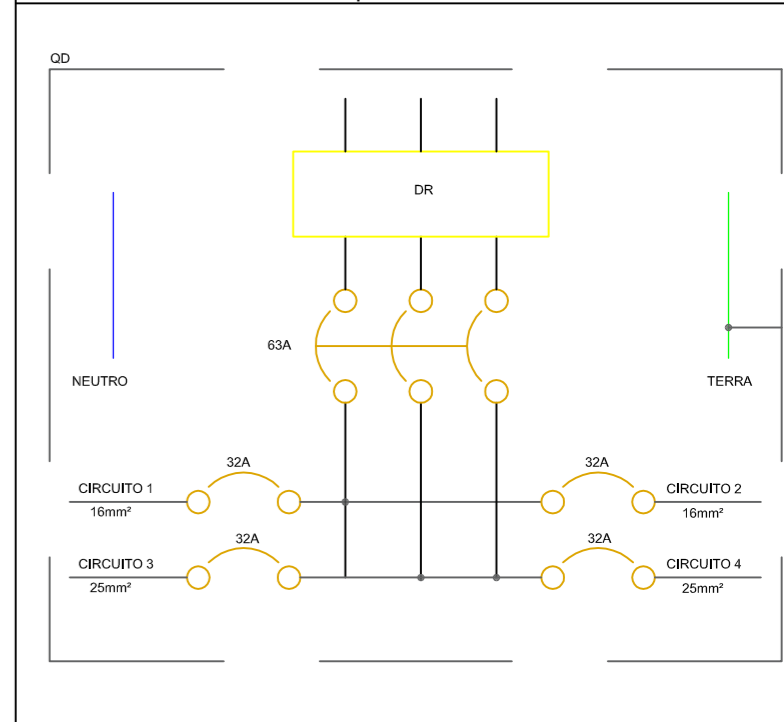 QD
DR
63A
NEUTRO
TERRA
32A
32A
CIRCUITO 1
CIRCUITO 2
16mm²
16mm²
32A
32A
CIRCUITO 3
CIRCUITO 4
25mm²
25mm²